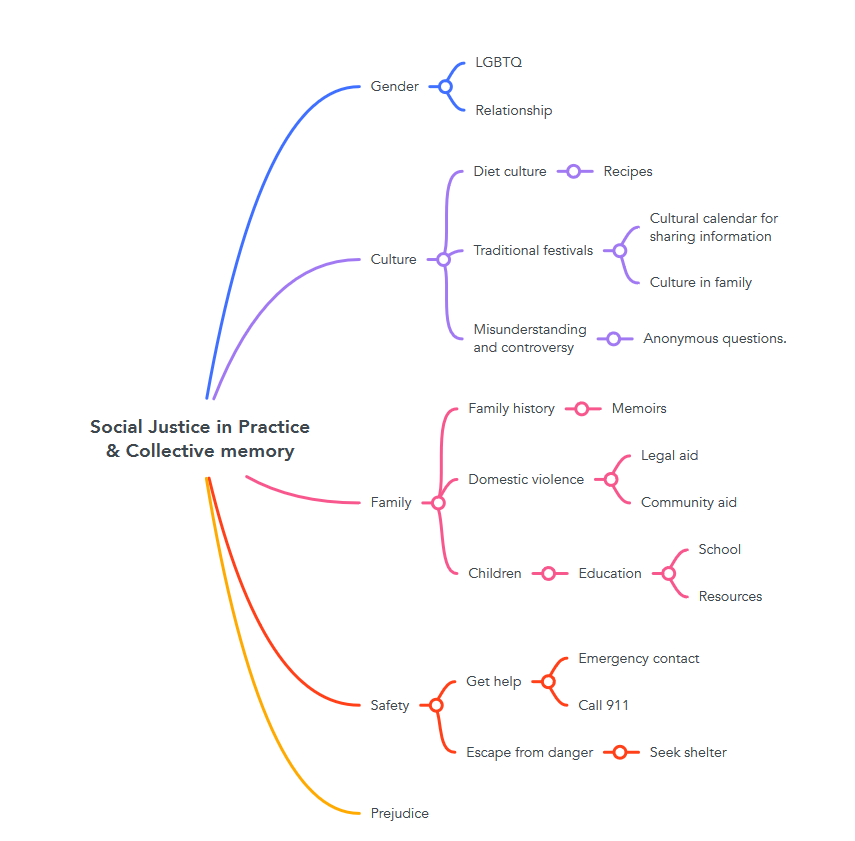 LGBTQ
Gender
Relationship
Diet culture
Recipes
Cultural calendar for
sharing information
Traditional festivals
Culture
Culture in family
Misunderstanding
and controversy
Anonymous questions.
Family history
Memoirs
Social Justice in Practice
& Collective memory
Legal aid
Domestic violence
Community aid
Family
School
Children
Education
Resources
Emergency contact
Get help
Safety
Call 911
Escape from danger
Seek shelter
Prejudice